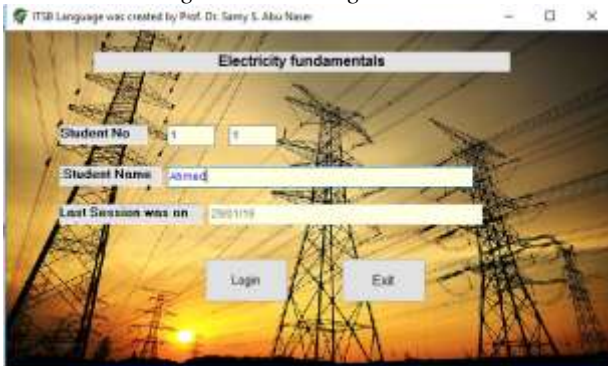 ITSB Language was created by Prof. Dr. Samy S. Abu Naser
Electricity fundamentals
Student No 1 1
Student Name Ahmed
Last Session was on
Login Exit